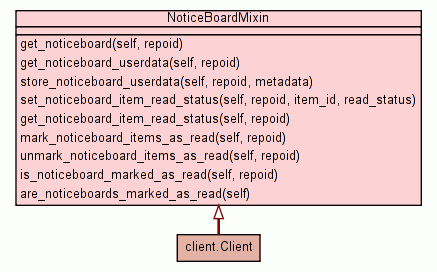 NoticeBoardMixin
get_noticeboard(self, repoid)
get_noticeboard_userdata(self, repoid)
store_noticeboard_userdata(self, repoid, metadata)
set_noticeboard_item_read_status(self, repoid, item_id, read_status)
get_noticeboard_item_read_status(self, repoid)
mark_noticeboard_items_as_read(self, repoid)
unmark_noticeboard_items_as_read(self, repoid)
is_noticeboard_marked_as_read(self, repoid)
are_noticeboards_marked_as_read(self)
client.Client